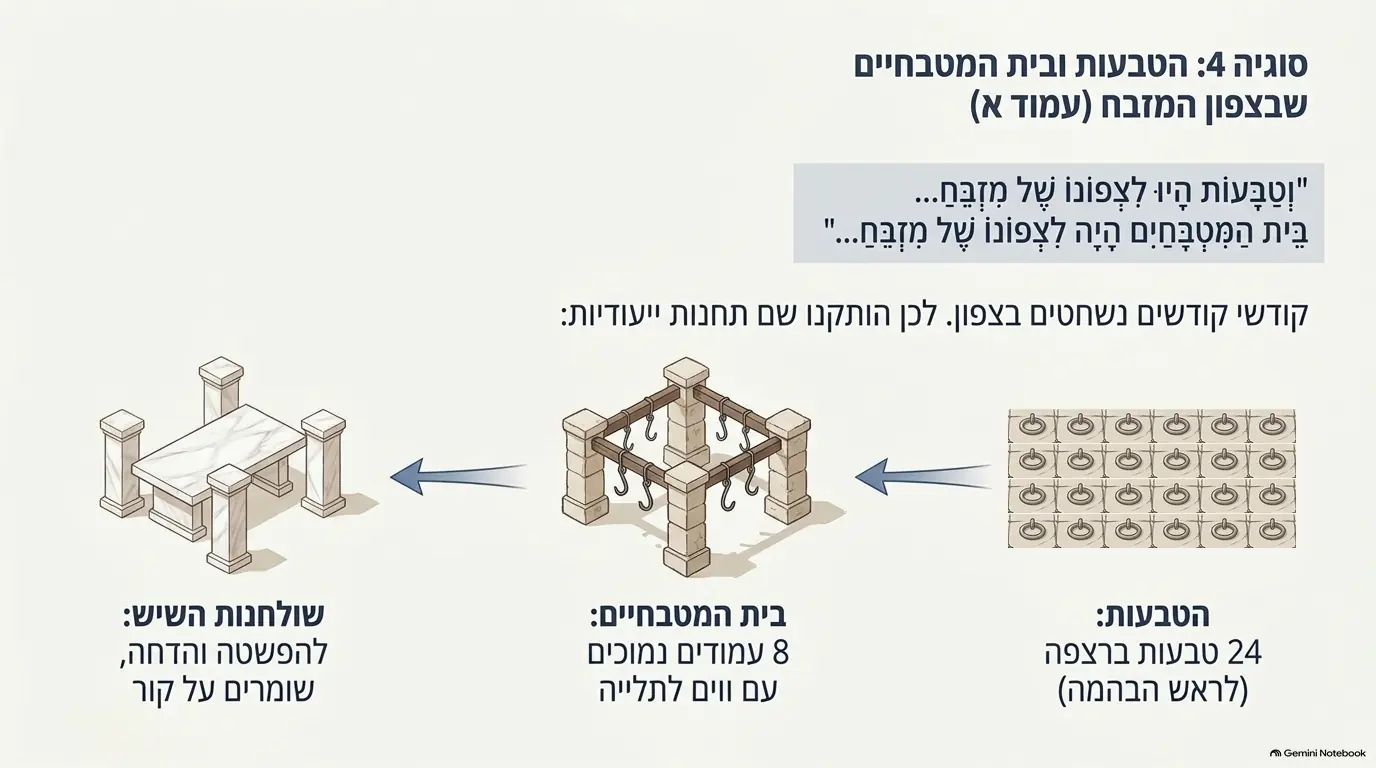 סוגיה 4: הטבעות ובית המטבחיים
שבצפון המזבח (עמוד א)
"וְטַבָּעוֹת הָיוּ לִצְפוֹנוֹ שֶׁל מִזְבֵּחַ...
בֵּית הַמִּטְבָּחַיִם הָיָה לִצְפוֹנוֹ שֶׁל מִזְבֵּחַ..."
קודשי קודשים נשחטים בצפון. לכן הותקנו שם תחנות ייעודיות:
הטבעות:
24 טבעות ברצפה
(לראש הבהמה)
בית המטבחיים:
8 עמודים נמוכים
עם ווים לתלייה
שולחנות השיש:
להפשטה והדחה,
שומרים על קור
Gemini Notebook